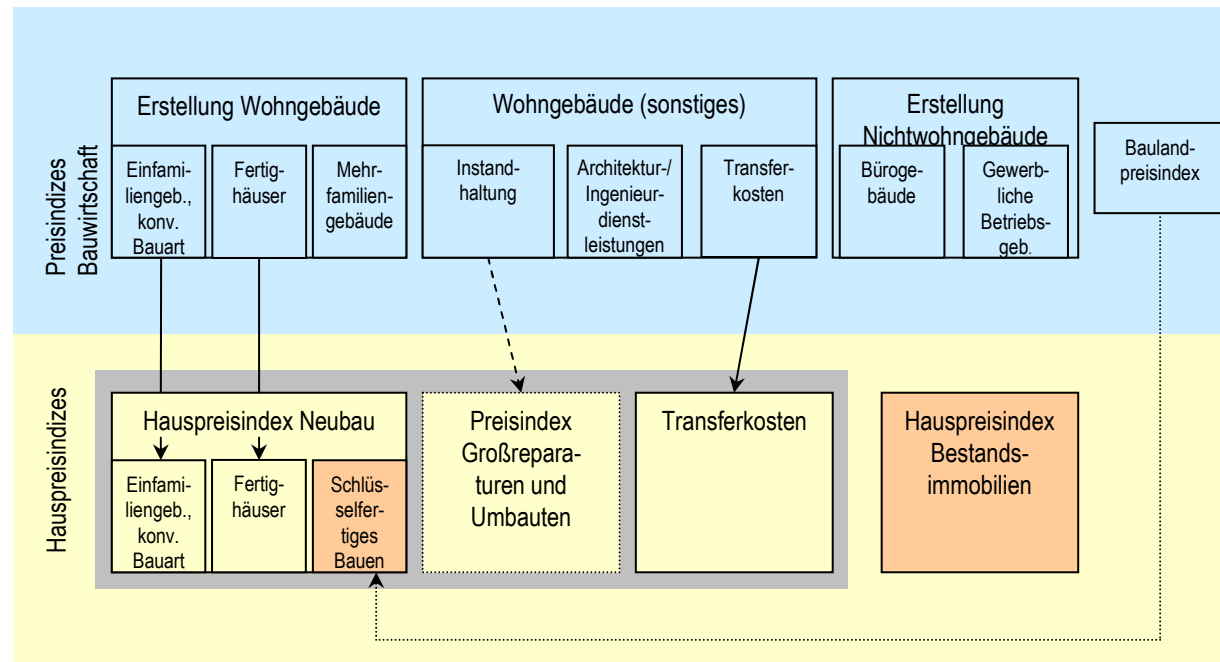 Preisindizes
Bauwirtschaft
Erstellung Wohngebäude
Einfami-
liengeb.,
konv.
Bauart
Fertig-
häuser
Mehr-
familien-
gebäude
Wohngebäude (sonstiges)
Instand-
haltung
Architektur-/
Ingenieur-
dienst-
leistungen
Transfer-
kosten
Erstellung
Nichtwohngebäude
Büroge-
bäude
Gewerb-
liche
Betriebs-
geb.
Bauland-
preisindex
Hauspreisindizes
Hauspreisindex Neubau
Einfami-
liengeb.,
konv.
Bauart
Fertig-
häuser
Schlüs-
selfer-
tiges
Bauen
Preisindex
Großrepara-
turen und
Umbauten
Transferkosten
Hauspreisindex
Bestands-
immobilien